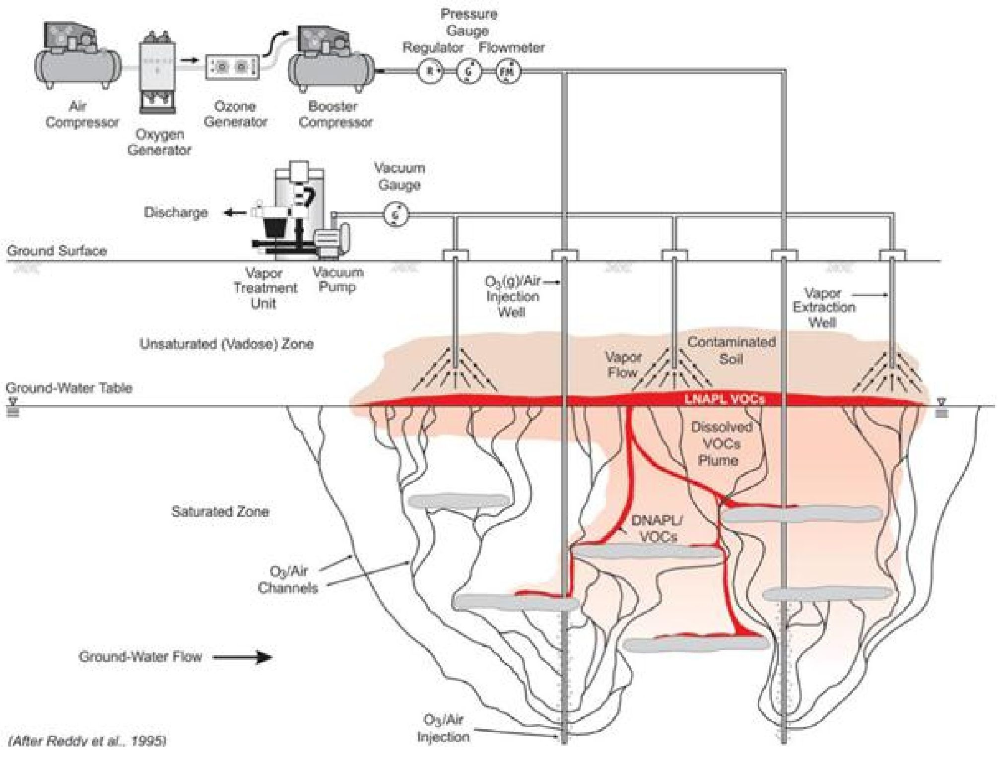 Pressure
Gauge
Regulator Flowmeter
R
G
FM
Air
Compressor
Oxygen
Generator
Ozone
Generator
Booster
Compressor
Vacuum
Gauge
G
Discharge
Ground Surface
Vapor
Treatment
Unit
Vacuum
Pump
O3(g)/Air
Injection
Well
Vapor
Extraction
Well
Unsaturated (Vadose) Zone
Contaminated
Soil
Vapor
Flow
Ground-Water Table
LNAPL VOCs
Dissolved
VOCs
Plume
Saturated Zone
DNAPL/
VOCs
O3/Air
Channels
Ground-Water Flow
O3/Air
Injection
(After Reddy et al., 1995)